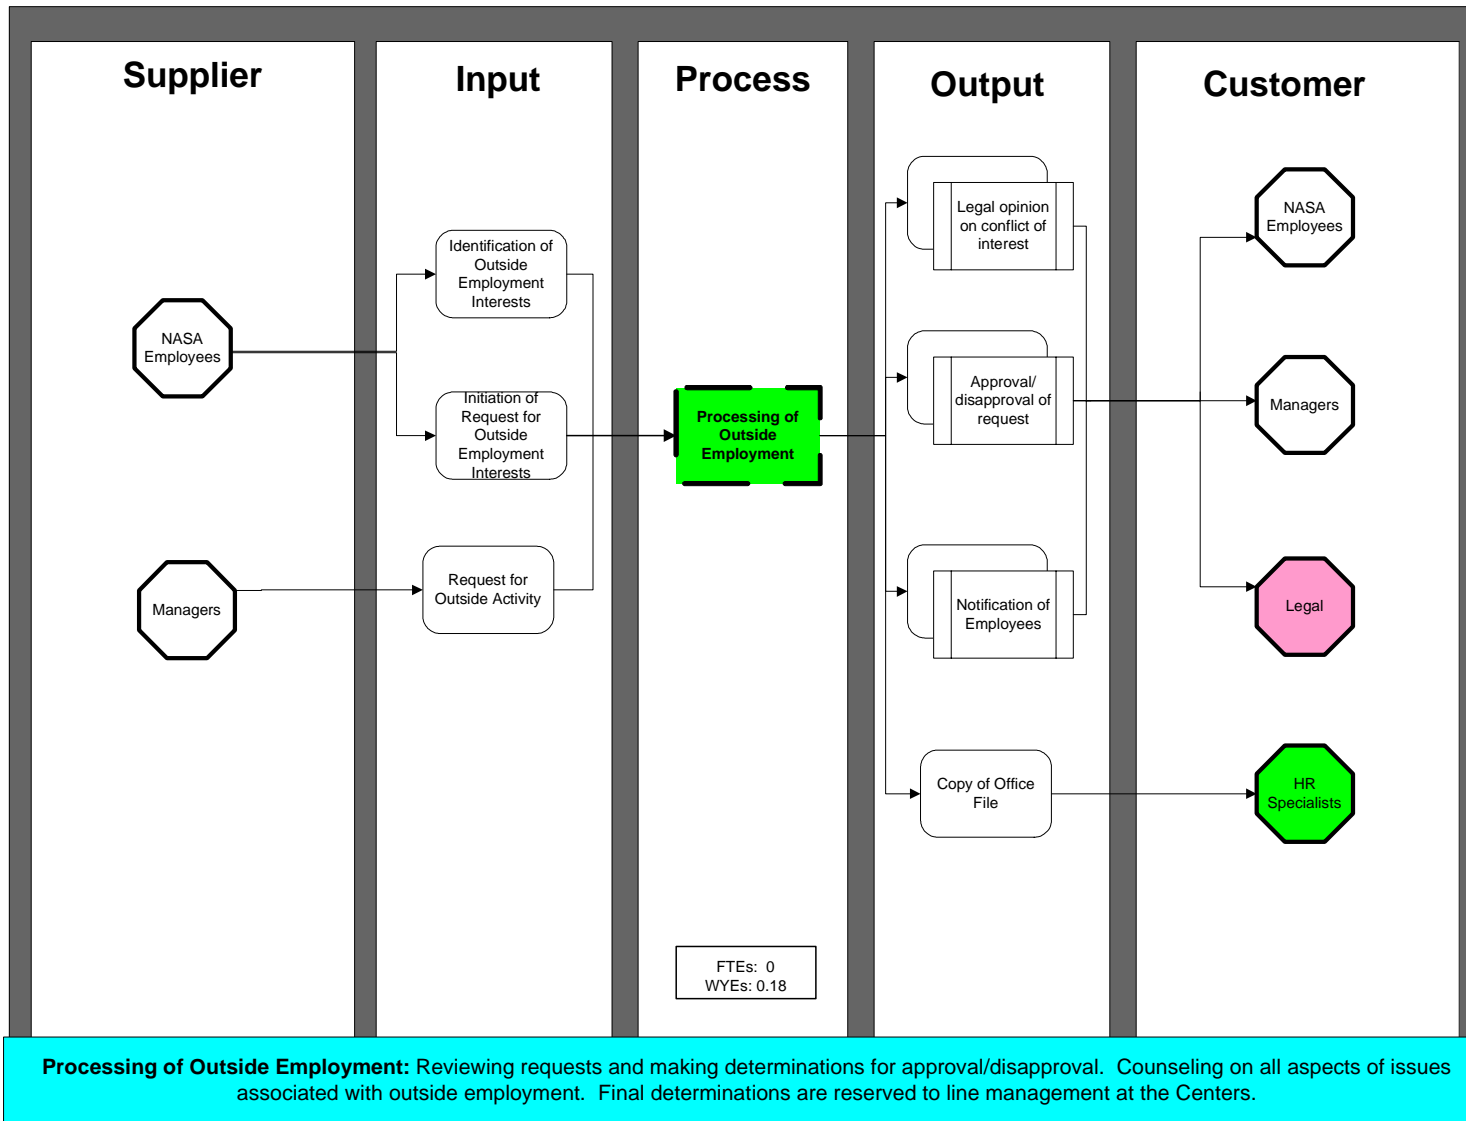 Supplier
Input
Process
Output
Customer
NASA
Employees
Managers
Identification of
Outside
Employment
Interests
Initiation of
Request for
Outside
Employment
Interests
Request for
Outside Activity
Processing of
Outside
Employment
FTEs:  0
WYEs: 0.18
Legal opinion
on conflict of
interest
Approval/
disapproval of
request
Notification of
Employees
Copy of Office
File
NASA
Employees
Managers
Legal
HR
Specialists
Processing of Outside Employment: Reviewing requests and making determinations for approval/disapproval.  Counseling on all aspects of issues
associated with outside employment.  Final determinations are reserved to line management at the Centers.